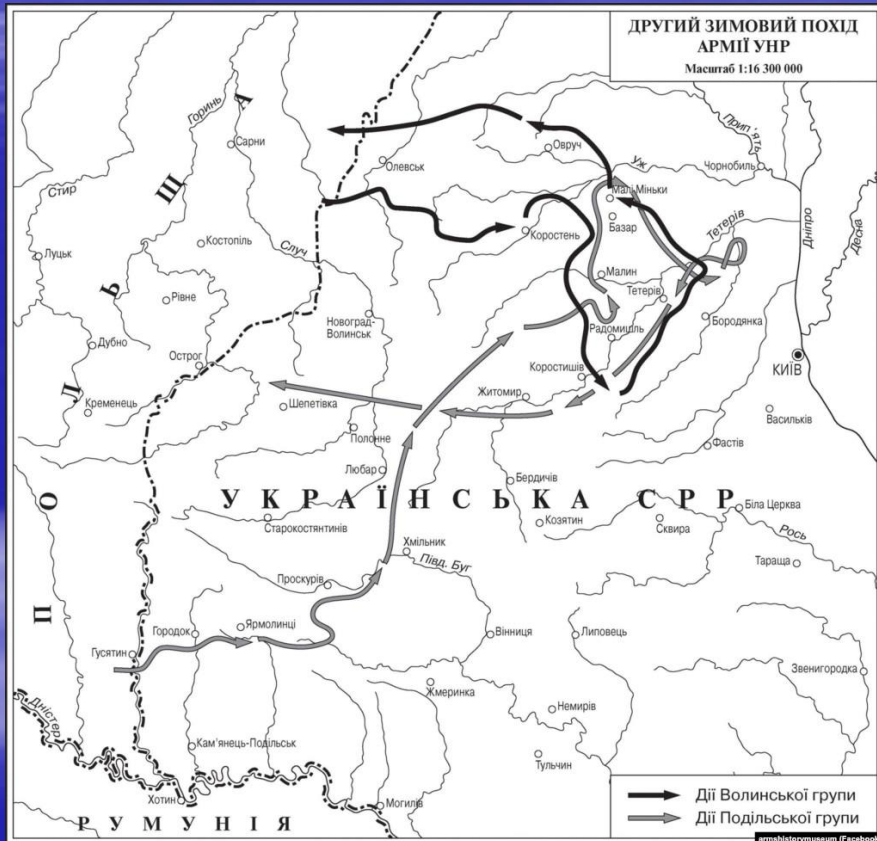 ДРУГИЙ ЗИМОВИЙ ПОХІД
АРМІЇ УНР
Масштаб 1:16 300 000
ПОЛЬЩА
Горинь
Сарни
Олевськ
Овруч
Прип'ять
Чорнобиль
Уж
Стир
Малі Міньки
Базар
Тетерів
Дніпро
Десна
Луцьк
Костопіль
Случ
Коростень
Малин
Рівне
Тетерів
Новоград-
Волинськ
Радомишль
Бородянка
Дубно
Острог
Коростишів
КИЇВ
Кременець
Шепетівка
Житомир
Васильків
Полонне
Фастів
Любар
Бердичів
УКРАЇНСЬКА СРР
Старокостянтинів
Козятин
Сквира
Біла Церква
Рось
Хмільник
Півд. Буг
Тараща
Проскурів
Городок
Ярмолинці
Вінниця
Липовець
Гусятин
Звенигородка
Жмеринка
Немирів
Дністер
Кам'янець-Подільськ
Тульчин
Хотин
Могилів
РУМУНІЯ
Дії Волинської групи
Дії Подільської групи
armshistorymuseum (Facebook)